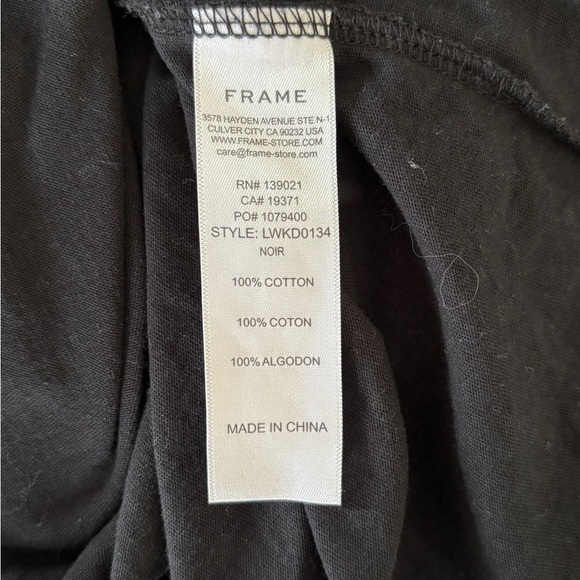 FRAME
3578 HAYDEN AVENUE STE N-1
CULVER CITY CA 90232 USA
WWW.FRAME-STORE.COM
care@frame-store.com
RN# 139021
CA# 19371
PO# 1079400
STYLE: LWKD0134
NOIR
100% COTTON
100% COTON
100% ALGODON
MADE IN CHINA